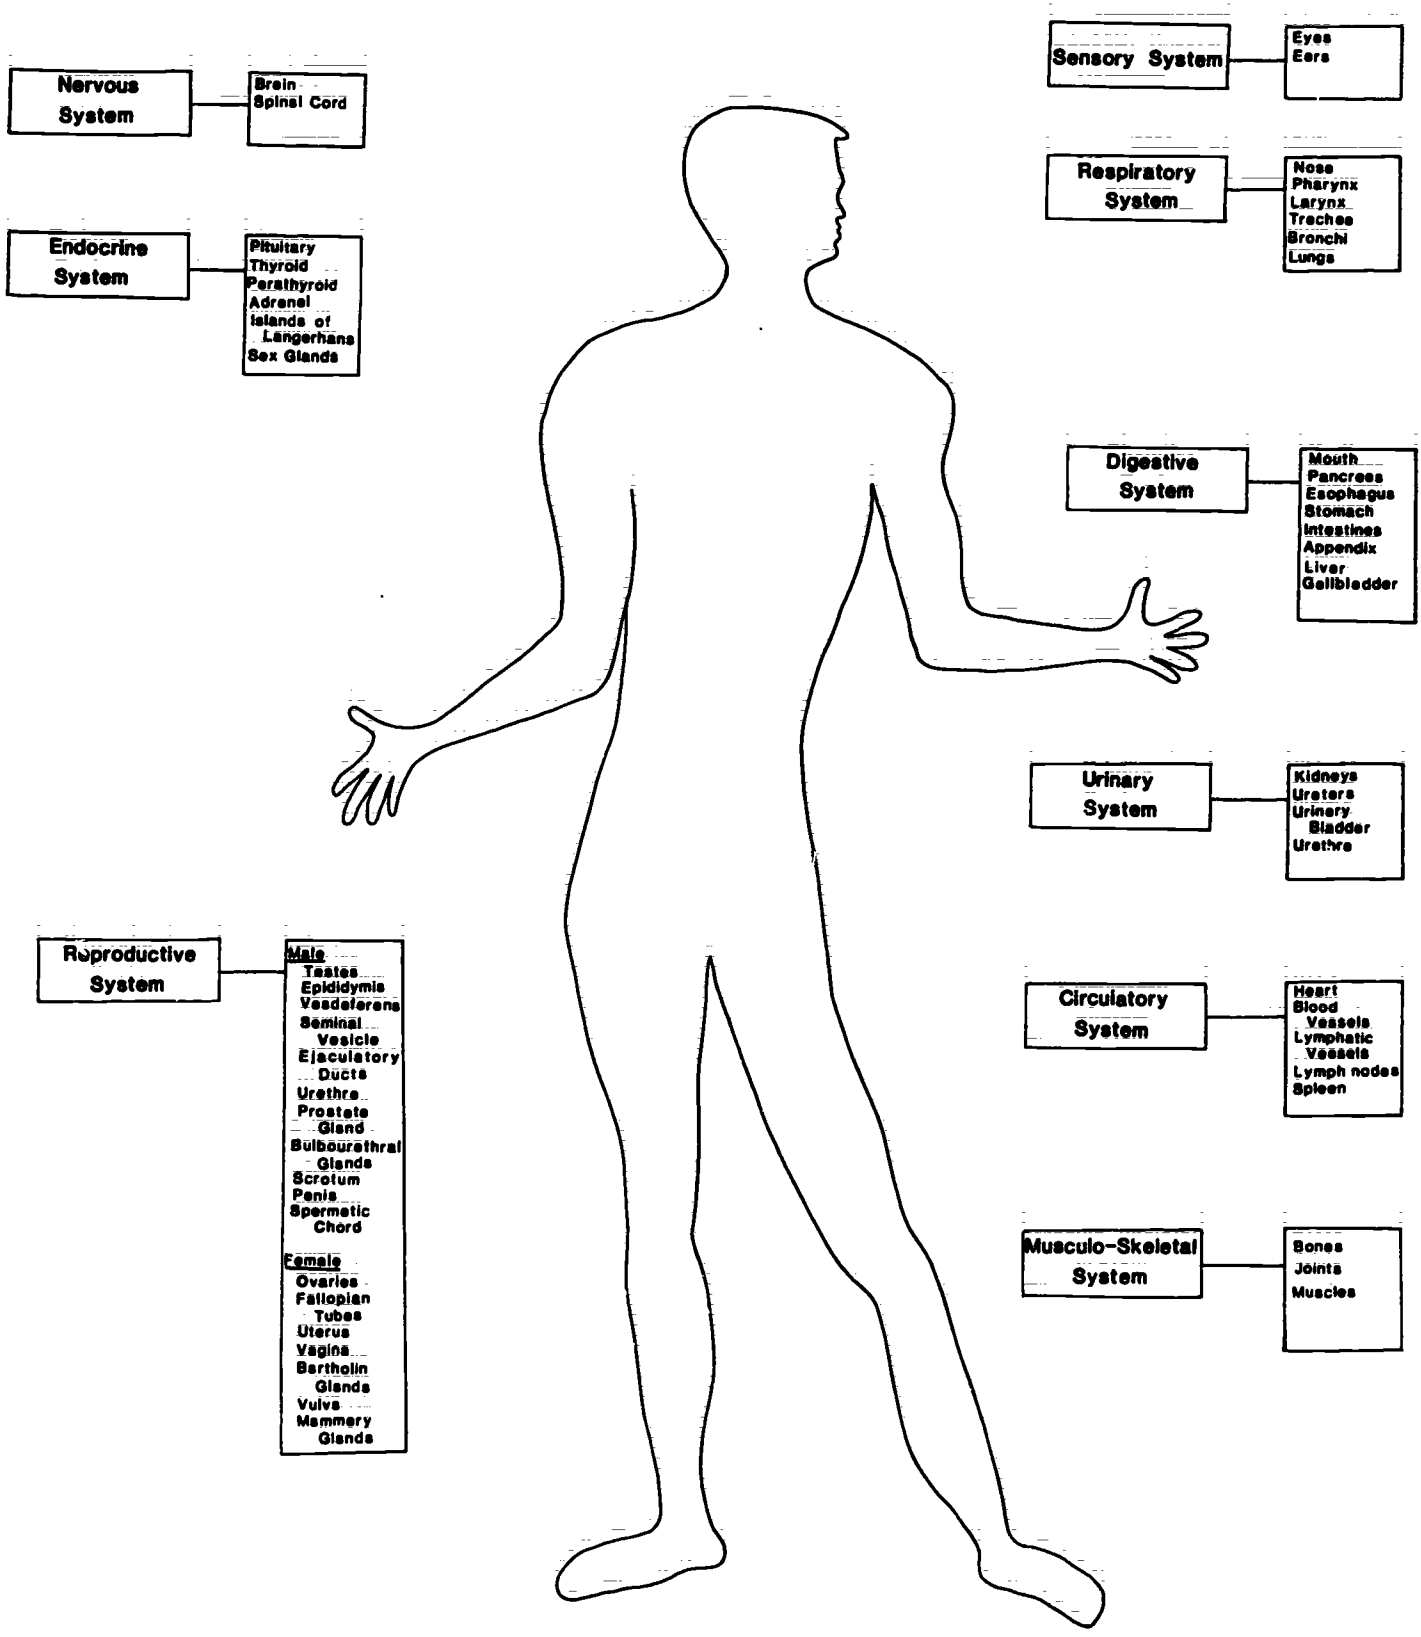 Nervous
System
Brain
Spinal Cord
Endocrine
System
Pituitary
Thyroid
Parathyroid
Adrenal
Islands of
Langerhans
Sex Glands
Reproductive
System
Male
Testes
Epididymis
Vasdeferens
Seminal
Vesicle
Ejaculatory
Ducts
Urethra
Prostate
Gland
Bulbourethral
Glands
Scrotum
Penis
Spermatic
Chord
Female
Ovaries
Fallopian
Tubes
Uterus
Vagina
Bartholin
Glands
Vulva
Mammary
Glands
Sensory System
Eyes
Ears
Respiratory
System
Nose
Pharynx
Larynx
Trachea
Bronchi
Lungs
Digestive
System
Mouth
Pancreas
Esophagus
Stomach
Intestines
Appendix
Liver
Gallbladder
Urinary
System
Kidneys
Ureters
Urinary
Bladder
Urethra
Circulatory
System
Heart
Blood
Vessels
Lymphatic
Vessels
Lymph nodes
Spleen
Musculo-Skeletal
System
Bones
Joints
Muscles